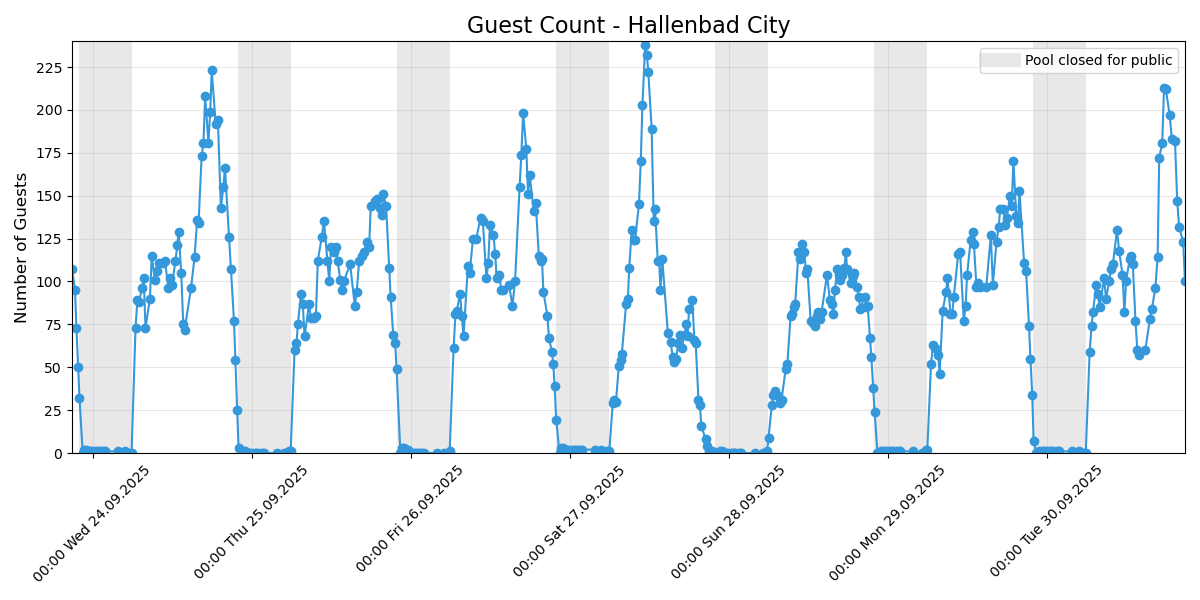 Guest Count - Hallenbad City
Pool closed for public
Number of Guests
225
200
175
150
125
100
75
50
25
0
00:00 Wed 24.09.2025
00:00 Thu 25.09.2025
00:00 Fri 26.09.2025
00:00 Sat 27.09.2025
00:00 Sun 28.09.2025
00:00 Mon 29.09.2025
00:00 Tue 30.09.2025